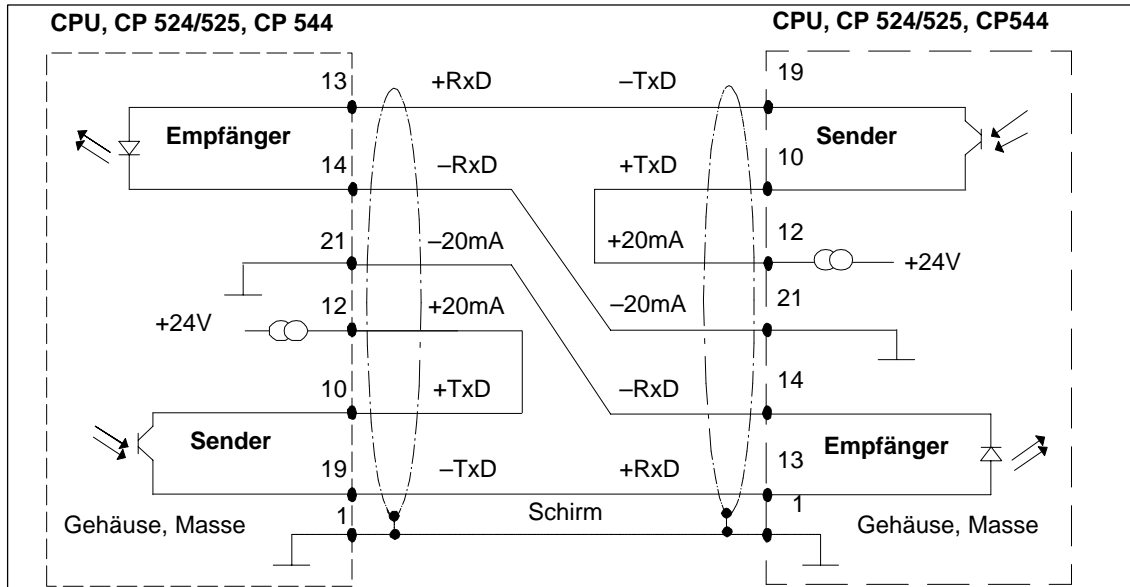 CPU, CP 524/525, CP 544
CPU, CP 524/525, CP544
13 +RxD –TxD 19
Empfänger
Sender
14 –RxD +TxD 10
21 –20mA +20mA 12
+24V
12 +20mA –20mA 21
+24V
10 +TxD –RxD 14
Sender
Empfänger
19 –TxD +RxD 13
1 Schirm 1
Gehäuse, Masse
Gehäuse, Masse